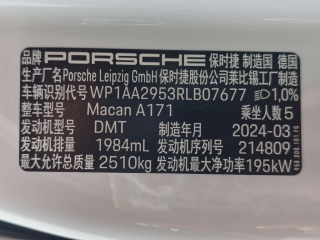 品牌 PORSCHE 保时捷 制造国 德国
生产厂名/Porsche Leipzig GmbH 保时捷股份公司莱比锡工厂制造
车辆识别代号 WP1AA2953RLB07677 1,0%
整车型号 Macan A171 乘坐人数 5
发动机型号 DMT 制造年月 2024-03
发动机排量 1984mL 发动机序列号 214809
最大允许总质量 2510kg 发动机最大净功率 195kW